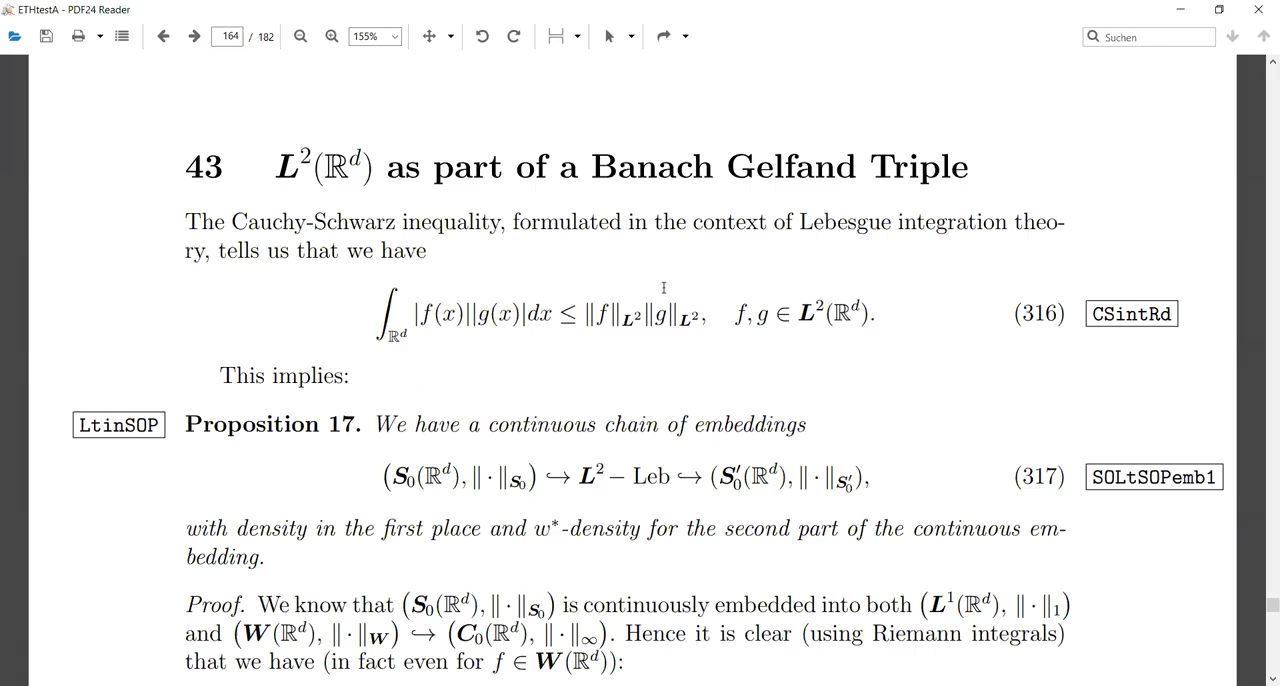 ETHtestA - PDF24 Reader
164 / 182 155% Suchen
43 L²(ℝᵈ) as part of a Banach Gelfand Triple
The Cauchy-Schwarz inequality, formulated in the context of Lebesgue integration theo-
ry, tells us that we have
∫_{ℝᵈ} |f(x)||g(x)|dx ≤ ‖f‖_{L²}‖g‖_{L²}, f, g ∈ L²(ℝᵈ). (316) CSintRd
This implies:
LtinSOP Proposition 17. We have a continuous chain of embeddings
(S₀(ℝᵈ), ‖ · ‖_{S₀}) ↪ L² − Leb ↪ (S₀′(ℝᵈ), ‖ · ‖_{S₀′}), (317) SOLtSOPemb1
with density in the first place and w*-density for the second part of the continuous em-
bedding.
Proof. We know that (S₀(ℝᵈ), ‖ · ‖_{S₀}) is continuously embedded into both (L¹(ℝᵈ), ‖ · ‖₁)
and (W(ℝᵈ), ‖ · ‖_W) ↪ (C₀(ℝᵈ), ‖ · ‖_∞). Hence it is clear (using Riemann integrals)
that we have (in fact even for f ∈ W(ℝᵈ)):